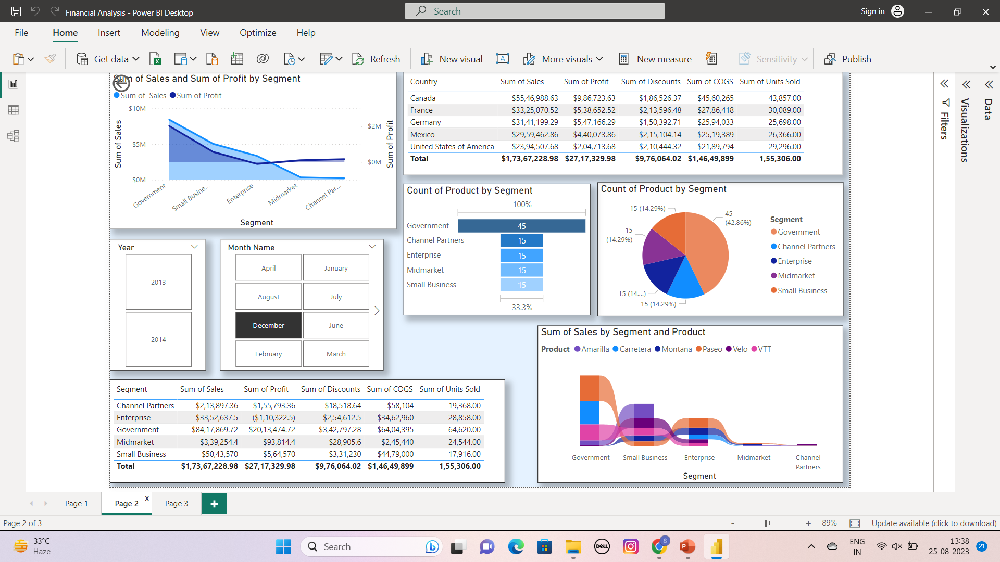 Financial Analysis - Power BI Desktop
Search
Sign in
File Home Insert Modeling View Optimize Help
Get data Refresh New visual More visuals New measure Sensitivity Publish
Sum of Sales and Sum of Profit by Segment
Sum of Sales Sum of Profit
$10M
$5M
$0M
$2M
$0M
Sum of Sales
Sum of Profit
Government Small Busine... Enterprise Midmarket Channel Par...
Segment
Country Sum of Sales Sum of Profit Sum of Discounts Sum of COGS Sum of Units Sold
Canada $55,46,988.63 $9,86,723.63 $1,86,526.37 $45,60,265 43,857.00
France $33,25,070.52 $5,38,652.52 $2,13,596.48 $27,86,418 30,089.00
Germany $31,41,199.29 $5,47,166.29 $1,50,392.71 $25,94,033 25,698.00
Mexico $29,59,462.86 $4,40,073.86 $2,15,104.14 $25,19,389 26,366.00
United States of America $23,94,507.68 $2,04,713.68 $2,10,444.32 $21,89,794 29,296.00
Total $1,73,67,228.98 $27,17,329.98 $9,76,064.02 $1,46,49,899 1,55,306.00
Filters
Visualizations
Data
Count of Product by Segment
100%
Government 45
Channel Partners 15
Enterprise 15
Midmarket 15
Small Business 15
33.3%
Count of Product by Segment
15 (14.29%)
45
(42.86%)
15
(14.29%)
15 (14....)
15 (14.29%)
Segment
Government
Channel Partners
Enterprise
Midmarket
Small Business
Year
2013
2014
Month Name
April January
August July
December June
February March
Sum of Sales by Segment and Product
Product Amarilla Carretera Montana Paseo Velo VTT
Government Small Business Enterprise Midmarket Channel
Partners
Segment
Segment Sum of Sales Sum of Profit Sum of Discounts Sum of COGS Sum of Units Sold
Channel Partners $2,13,897.36 $1,55,793.36 $18,518.64 $58,104 19,368.00
Enterprise $33,52,637.5 ($1,10,322.5) $2,54,612.5 $34,62,960 28,858.00
Government $84,17,869.72 $20,13,474.72 $3,42,797.28 $64,04,395 64,620.00
Midmarket $3,39,254.4 $93,814.4 $28,905.6 $2,45,440 24,544.00
Small Business $50,43,570 $5,64,570 $3,31,230 $44,79,000 17,916.00
Total $1,73,67,228.98 $27,17,329.98 $9,76,064.02 $1,46,49,899 1,55,306.00
Page 1 Page 2 x Page 3 +
Page 2 of 3
- + 89% Update available (click to download)
33°C
Haze
Search
DELL
S
P
ENG
IN
13:38
25-08-2023
21